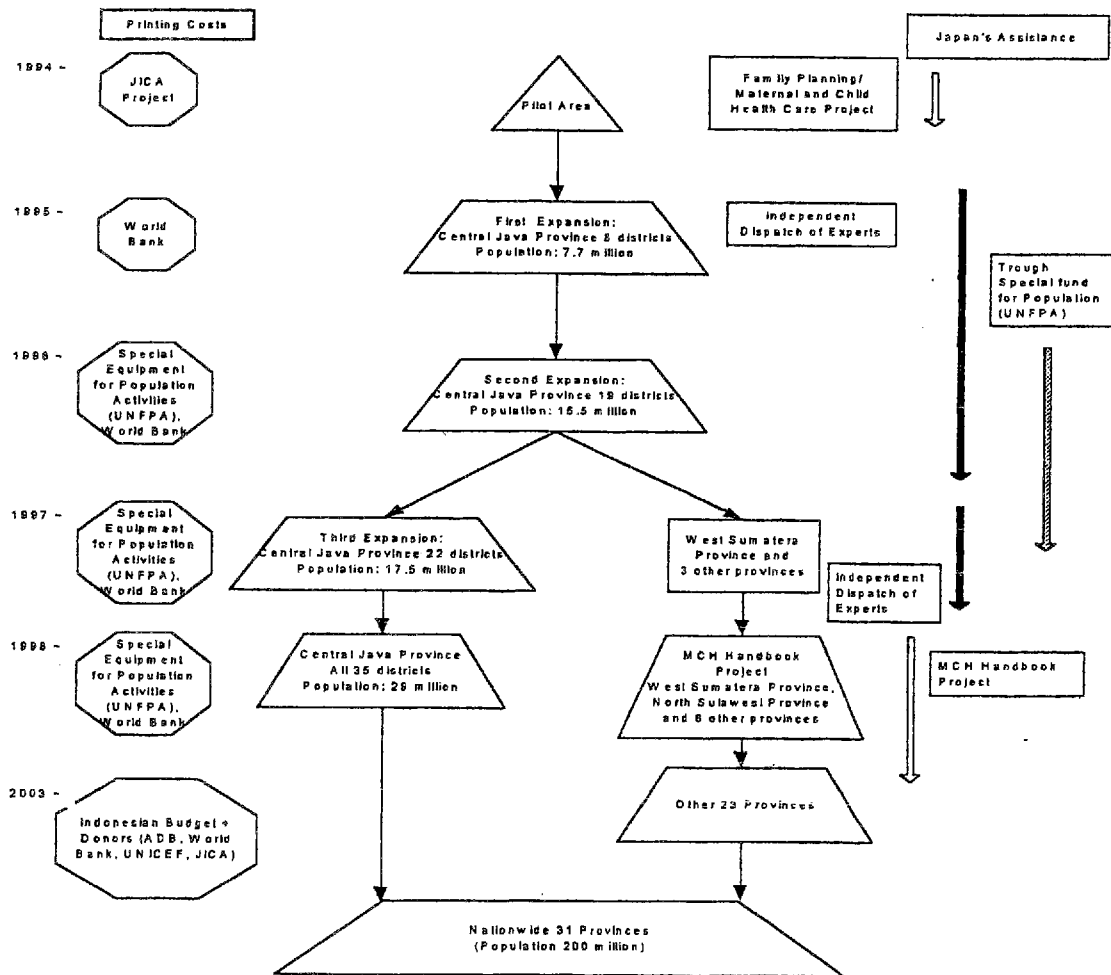 Printing Costs
Japan's Assistance
1994 -
JICA
Project
Pilot Area
Family Planning/
Maternal and Child
Health Care Project
1995 -
World
Bank
First Expansion:
Central Java Province 8 districts
Population: 7.7 million
Independent
Dispatch of Experts
Trough
Special fund
for Population
(UNFPA)
1996 -
Special
Equipment
for Population
Activities
(UNFPA),
World Bank
Second Expansion:
Central Java Province 19 districts
Population: 15.5 million
1997 -
Special
Equipment
for Population
Activities
(UNFPA),
World Bank
Third Expansion:
Central Java Province 22 districts
Population: 17.5 million
West Sumatera
Province and
3 other provinces
Independent
Dispatch of
Experts
1998 -
Special
Equipment
for Population
Activities
(UNFPA),
World Bank
Central Java Province
All 35 districts
Population: million
MCH Handbook
Project
West Sumatera Province,
North Sulawesi Province
and 6 other provinces
MCH Handbook
Project
2003 -
Indonesian Budget +
Donors (ADB, World
Bank, UNICEF, JICA)
Other 23 Provinces
Nationwide 31 Provinces
(Population 200 million)